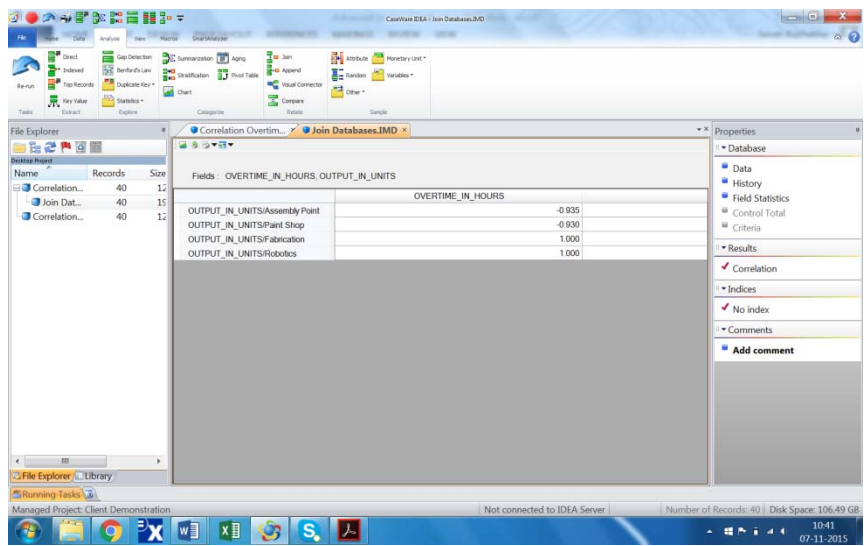 CaseWare IDEA - Join Databases.IMD
File Home Data Analysis View Macros SmartAnalyzer
Re-run
Tasks
Direct
Indexed
Top Records
Key Value
Extract
Gap Detection
Benford's Law
Duplicate Key
Statistics
Explore
Summarization Aging
Stratification Pivot Table
Chart
Categorize
Join
Append
Visual Connector
Compare
Relate
Attribute Monetary Unit
Random Variables
Other
Sample
File Explorer
Desktop Project
Name Records Size
Correlation... 40 12
Join Dat... 40 19
Correlation... 40 12
File Explorer Library
Running Tasks
Correlation Overtim... Join Databases.IMD
Fields : OVERTIME_IN_HOURS, OUTPUT_IN_UNITS
OVERTIME_IN_HOURS
OUTPUT_IN_UNITS/Assembly Point -0.935
OUTPUT_IN_UNITS/Paint Shop -0.930
OUTPUT_IN_UNITS/Fabrication 1.000
OUTPUT_IN_UNITS/Robotics 1.000
Properties
Database
Data
History
Field Statistics
Control Total
Criteria
Results
Correlation
Indices
No index
Comments
Add comment
Managed Project: Client Demonstration Not connected to IDEA Server Number of Records: 40 Disk Space: 106.49 GB
10:41
07-11-2015